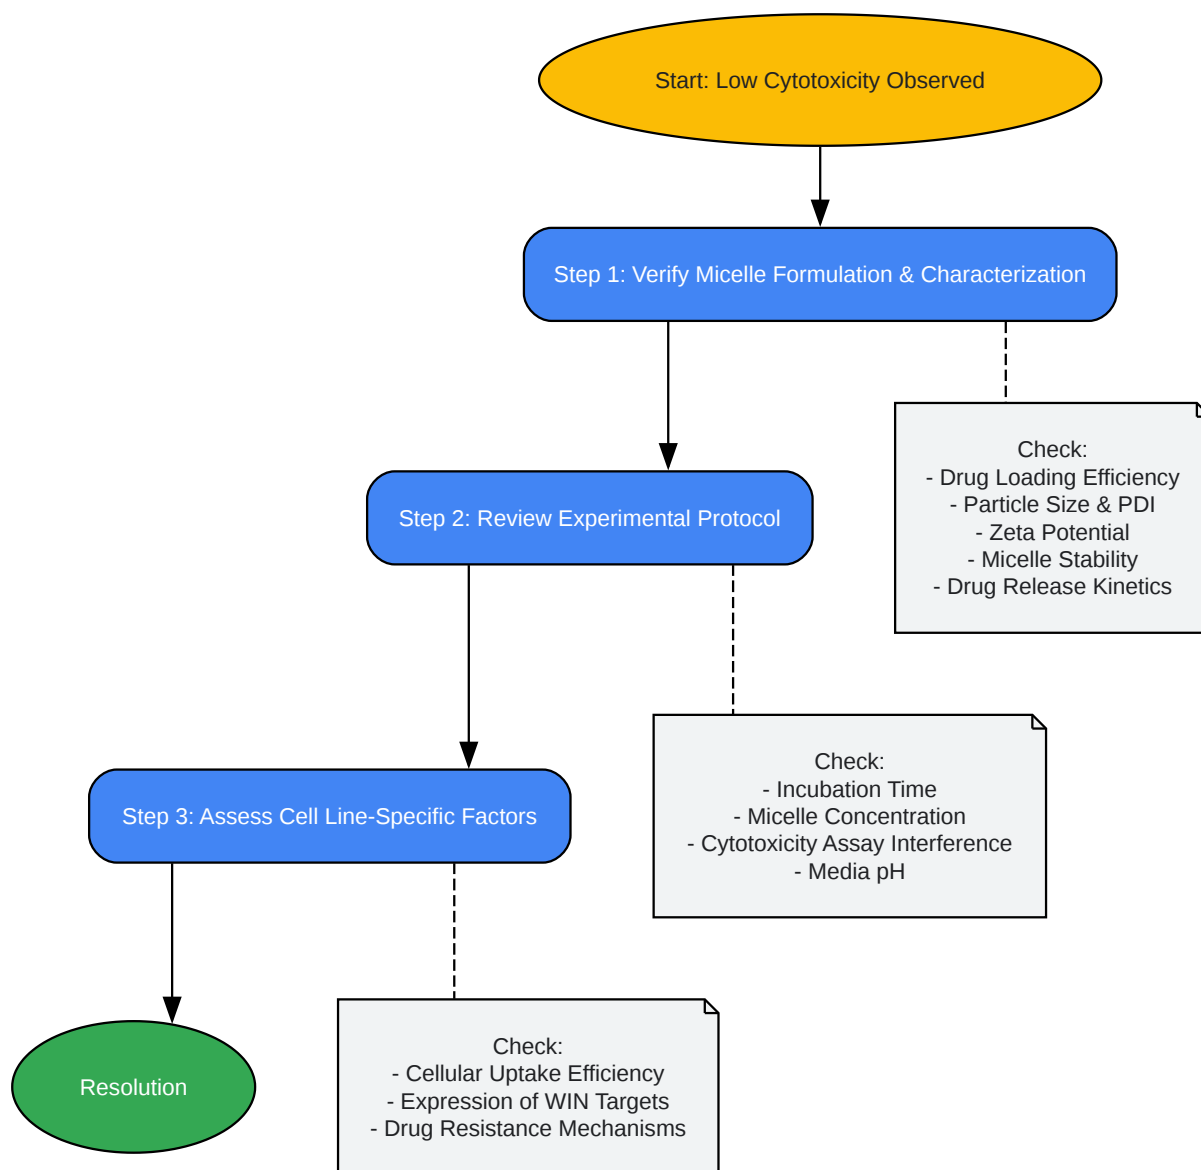 Start: Low Cytotoxicity Observed
Step 1: Verify Micelle Formulation & Characterization
Check:
- Drug Loading Efficiency
- Particle Size & PDI
- Zeta Potential
- Micelle Stability
- Drug Release Kinetics
Step 2: Review Experimental Protocol
Check:
- Incubation Time
- Micelle Concentration
- Cytotoxicity Assay Interference
- Media pH
Step 3: Assess Cell Line-Specific Factors
Check:
- Cellular Uptake Efficiency
- Expression of WIN Targets
- Drug Resistance Mechanisms
Resolution